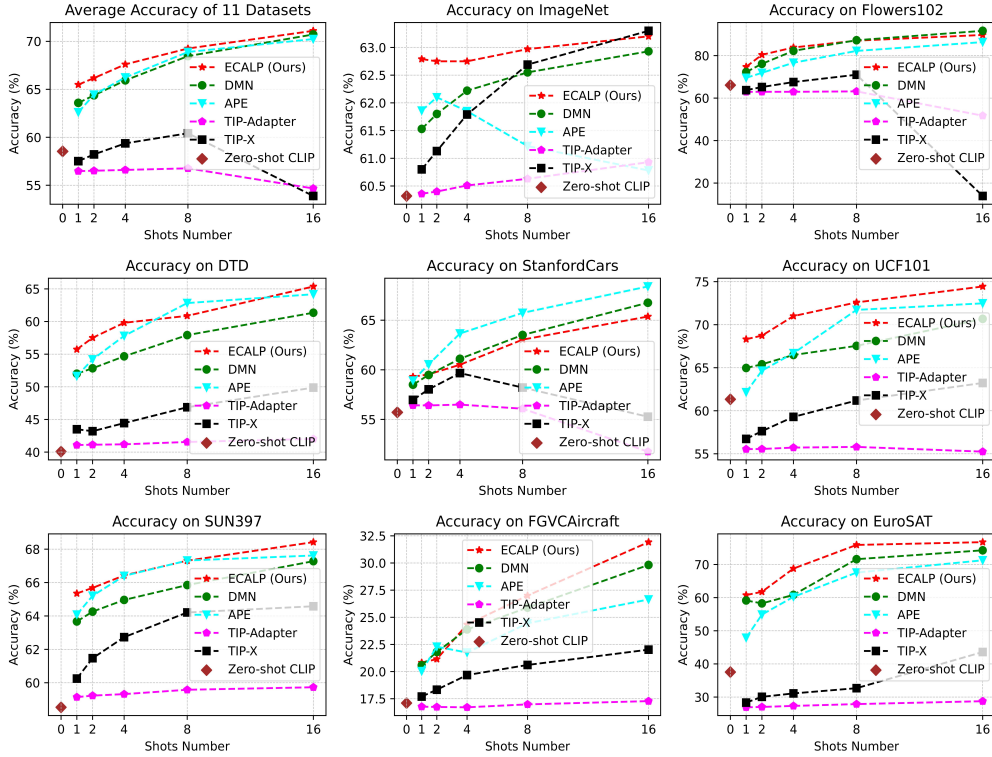 Average Accuracy of 11 Datasets
Accuracy (%)
70
65
60
55
0 1 2 4 8 16
Shots Number
ECALP (Ours)
DMN
APE
TIP-Adapter
TIP-X
Zero-shot CLIP
Accuracy on ImageNet
Accuracy (%)
63.0
62.5
62.0
61.5
61.0
60.5
0 1 2 4 8 16
Shots Number
ECALP (Ours)
DMN
APE
TIP-Adapter
TIP-X
Zero-shot CLIP
Accuracy on Flowers102
Accuracy (%)
80
60
40
20
0 1 2 4 8 16
Shots Number
ECALP (Ours)
DMN
APE
TIP-Adapter
TIP-X
Zero-shot CLIP
Accuracy on DTD
Accuracy (%)
65
60
55
50
45
40
0 1 2 4 8 16
Shots Number
ECALP (Ours)
DMN
APE
TIP-Adapter
TIP-X
Zero-shot CLIP
Accuracy on StanfordCars
Accuracy (%)
65
60
55
0 1 2 4 8 16
Shots Number
ECALP (Ours)
DMN
APE
TIP-Adapter
TIP-X
Zero-shot CLIP
Accuracy on UCF101
Accuracy (%)
75
70
65
60
55
0 1 2 4 8 16
Shots Number
ECALP (Ours)
DMN
APE
TIP-Adapter
TIP-X
Zero-shot CLIP
Accuracy on SUN397
Accuracy (%)
68
66
64
62
60
0 1 2 4 8 16
Shots Number
ECALP (Ours)
DMN
APE
TIP-Adapter
TIP-X
Zero-shot CLIP
Accuracy on FGVCAircraft
Accuracy (%)
32.5
30.0
27.5
25.0
22.5
20.0
17.5
0 1 2 4 8 16
Shots Number
ECALP (Ours)
DMN
APE
TIP-Adapter
TIP-X
Zero-shot CLIP
Accuracy on EuroSAT
Accuracy (%)
70
60
50
40
30
0 1 2 4 8 16
Shots Number
ECALP (Ours)
DMN
APE
TIP-Adapter
TIP-X
Zero-shot CLIP